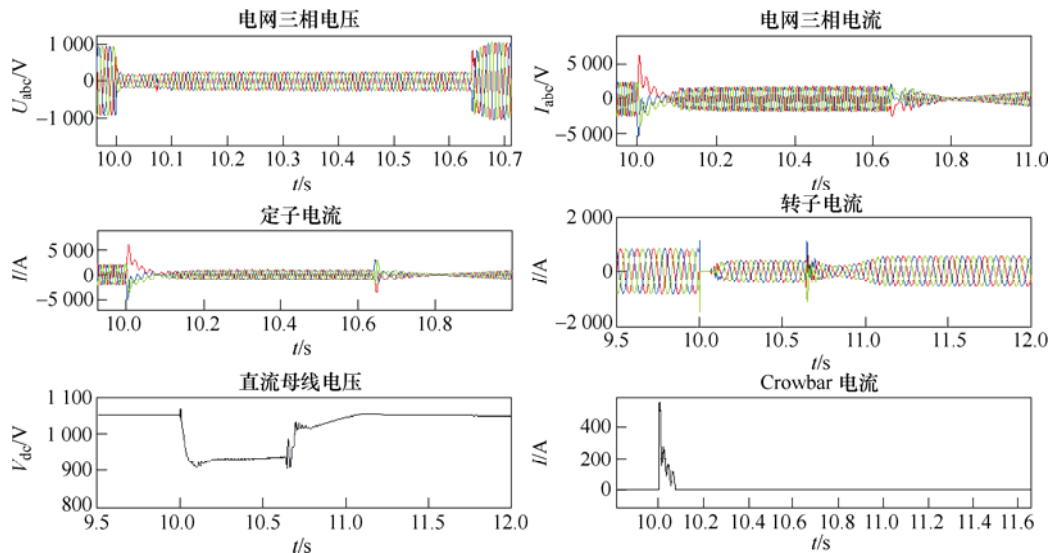 电网三相电压
1 000
0
−1 000
U_abc/V
10.0 10.1 10.2 10.3 10.4 10.5 10.6 10.7
t/s
电网三相电流
5 000
0
−5 000
I_abc/V
10.0 10.2 10.4 10.6 10.8 11.0
t/s
定子电流
5 000
0
−5 000
I/A
10.0 10.2 10.4 10.6 10.8
t/s
转子电流
2 000
0
−2 000
I/A
9.5 10.0 10.5 11.0 11.5 12.0
t/s
直流母线电压
1 100
1 000
900
800
V_dc/V
9.5 10.0 10.5 11.0 11.5 12.0
t/s
Crowbar 电流
400
200
0
I/A
10.0 10.2 10.4 10.6 10.8 11.0 11.2 11.4 11.6
t/s